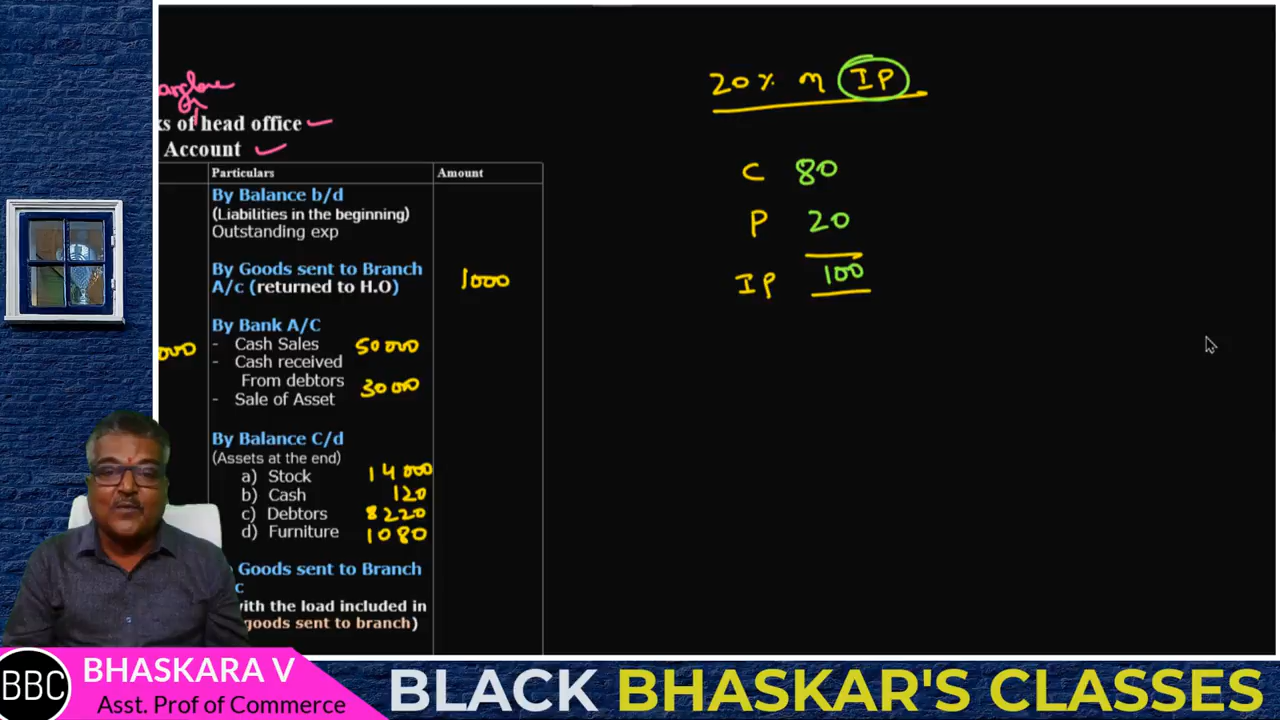 ks of head office
Account
Particulars Amount
By Balance b/d
(Liabilities in the beginning)
Outstanding exp
By Goods sent to Branch
A/c (returned to H.O) 1000
By Bank A/C
- Cash Sales 50000
- Cash received
From debtors 30000
- Sale of Asset
By Balance C/d
(Assets at the end)
a) Stock 14000
b) Cash 120
c) Debtors 8220
d) Furniture 1080
Goods sent to Branch
c
with the load included in
goods sent to branch)
20% on IP
C 80
P 20
IP 100
BBC
BHASKARA V
Asst. Prof of Commerce
BLACK BHASKAR'S CLASSES